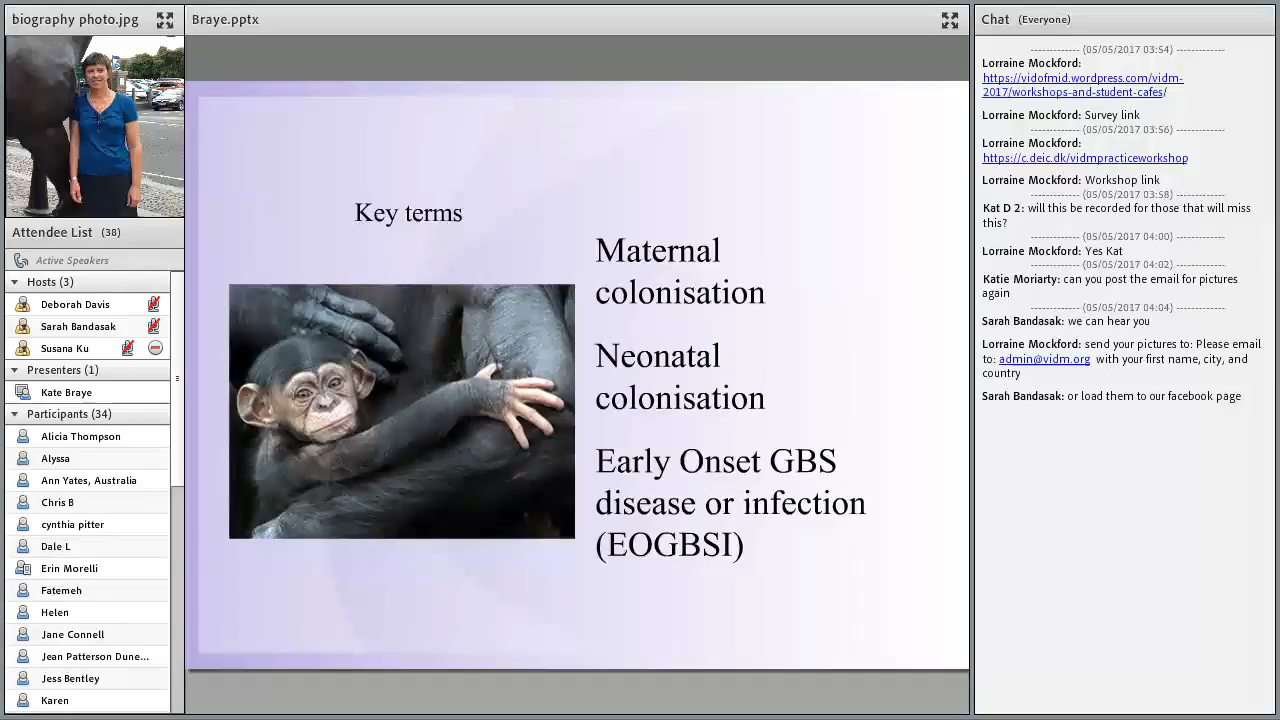 biography photo.jpg
Attendee List (38)
Active Speakers
Hosts (3)
Deborah Davis
Sarah Bandasak
Susana Ku
Presenters (1)
Kate Braye
Participants (34)
Alicia Thompson
Alyssa
Ann Yates, Australia
Chris B
cynthia pitter
Dale L
Erin Morelli
Fatemeh
Helen
Jane Connell
Jean Patterson Dune...
Jess Bentley
Karen
Braye.pptx
Key terms
Maternal
colonisation
Neonatal
colonisation
Early Onset GBS
disease or infection
(EOGBSI)
Chat (Everyone)
------------- (05/05/2017 03:54) -------------
Lorraine Mockford:
https://vidofmid.wordpress.com/vidm-
2017/workshops-and-student-cafes/
Lorraine Mockford: Survey link
------------- (05/05/2017 03:56) -------------
Lorraine Mockford:
https://c.deic.dk/vidmpracticeworkshop
Lorraine Mockford: Workshop link
------------- (05/05/2017 03:58) -------------
Kat D 2: will this be recorded for those that will miss
this?
------------- (05/05/2017 04:00) -------------
Lorraine Mockford: Yes Kat
------------- (05/05/2017 04:02) -------------
Katie Moriarty: can you post the email for pictures
again
------------- (05/05/2017 04:04) -------------
Sarah Bandasak: we can hear you
Lorraine Mockford: send your pictures to: Please email
to: admin@vidm.org with your first name, city, and
country
Sarah Bandasak: or load them to our facebook page